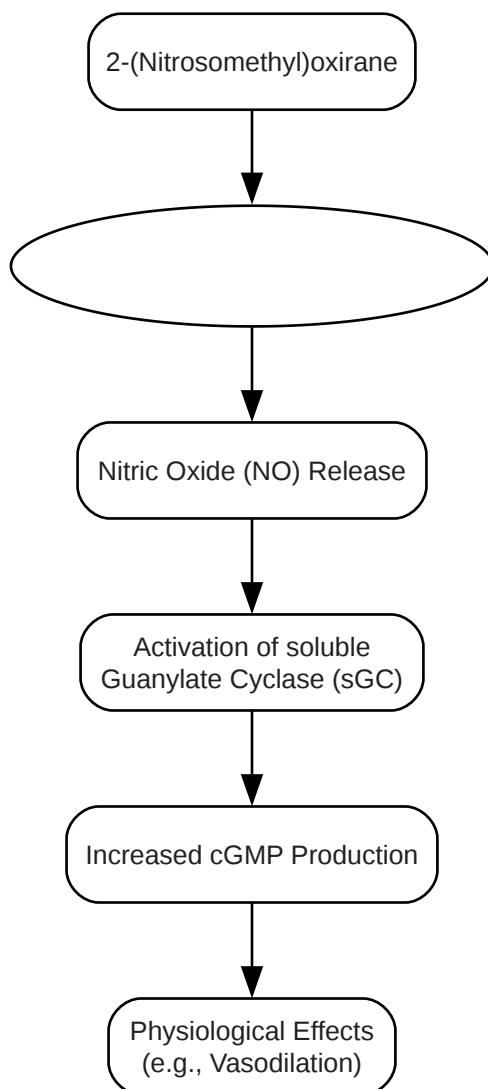 2-(Nitrosomethyl)oxirane
Nitric Oxide (NO) Release
Activation of soluble
Guanylate Cyclase (sGC)
Increased cGMP Production
Physiological Effects
(e.g., Vasodilation)